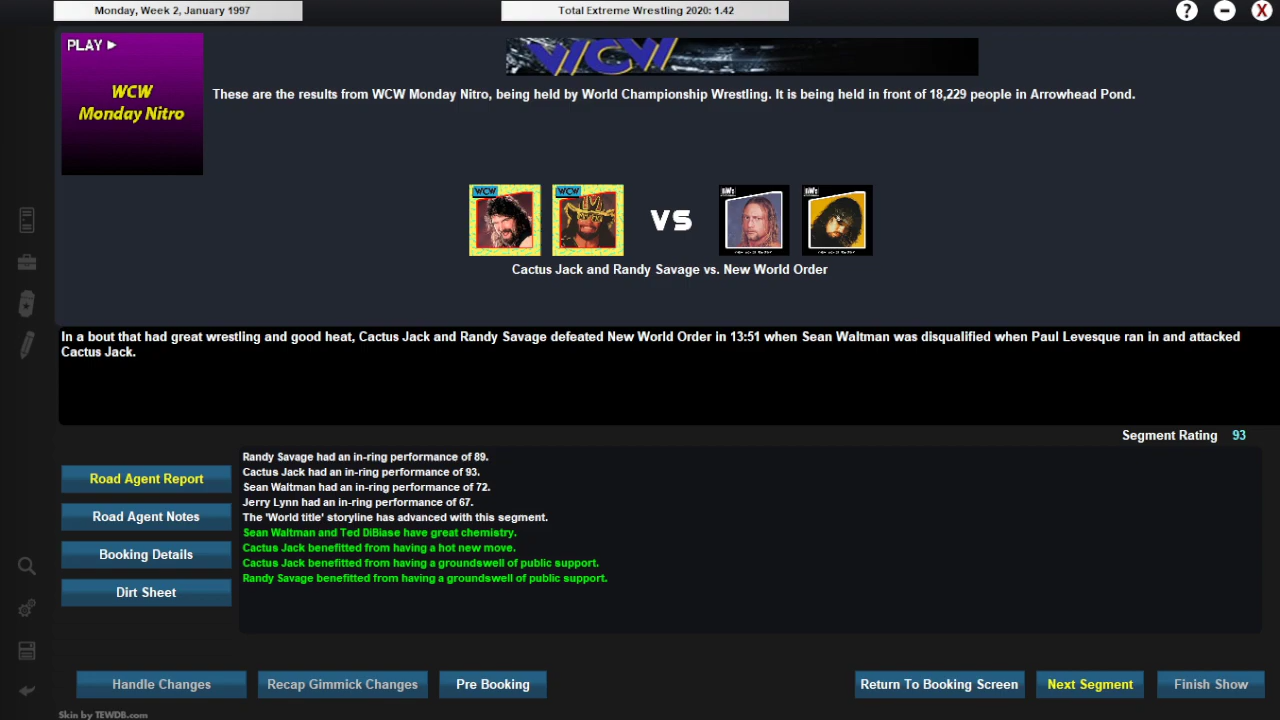 Monday, Week 2, January 1997
Total Extreme Wrestling 2020: 1.42
?
X
PLAY
WCW
WCW
Monday Nitro
These are the results from WCW Monday Nitro, being held by World Championship Wrestling. It is being held in front of 18,229 people in Arrowhead Pond.
WCW
WCW
VS
Cactus Jack and Randy Savage vs. New World Order
In a bout that had great wrestling and good heat, Cactus Jack and Randy Savage defeated New World Order in 13:51 when Sean Waltman was disqualified when Paul Levesque ran in and attacked
Cactus Jack.
Segment Rating 93
Road Agent Report
Road Agent Notes
Booking Details
Dirt Sheet
Randy Savage had an in-ring performance of 89.
Cactus Jack had an in-ring performance of 93.
Sean Waltman had an in-ring performance of 72.
Jerry Lynn had an in-ring performance of 67.
The 'World title' storyline has advanced with this segment.
Sean Waltman and Ted DiBiase have great chemistry.
Cactus Jack benefitted from having a hot new move.
Cactus Jack benefitted from having a groundswell of public support.
Randy Savage benefitted from having a groundswell of public support.
Handle Changes
Recap Gimmick Changes
Pre Booking
Return To Booking Screen
Next Segment
Finish Show
Skin by TEWDB.com